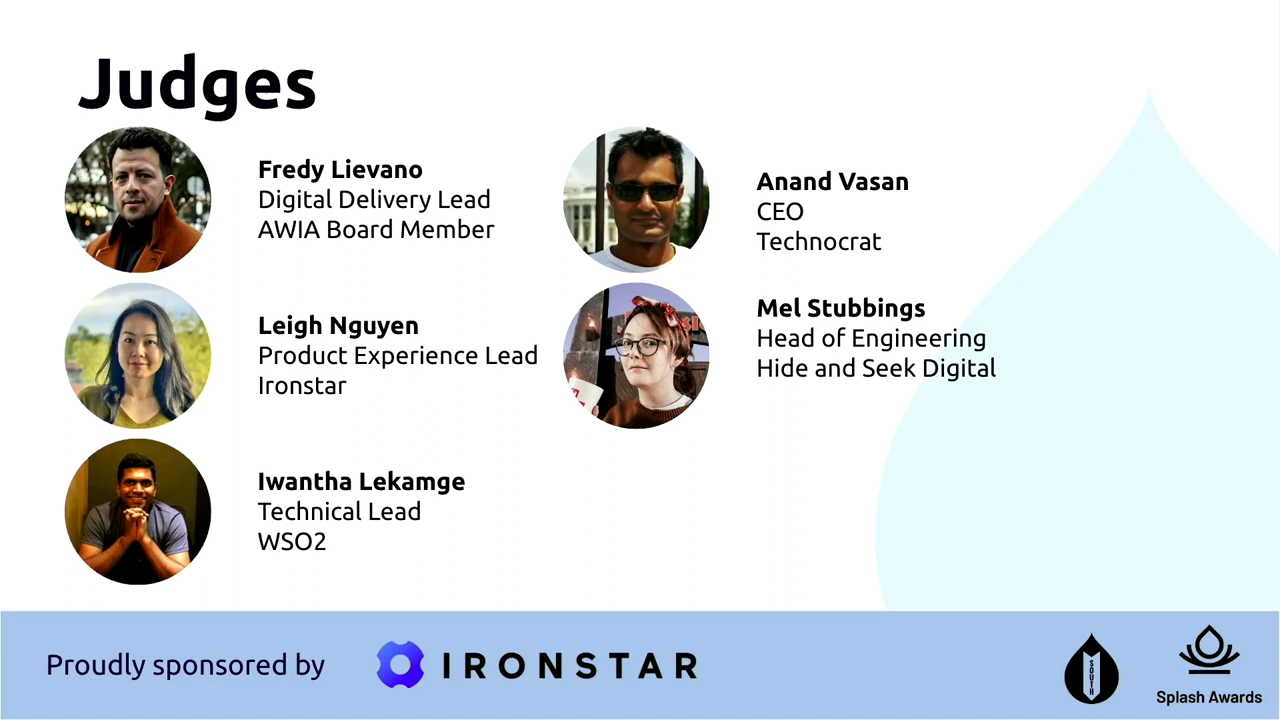 Judges
Fredy Lievano
Digital Delivery Lead
AWIA Board Member
Leigh Nguyen
Product Experience Lead
Ironstar
Iwantha Lekamge
Technical Lead
WSO2
Anand Vasan
CEO
Technocrat
Mel Stubbings
Head of Engineering
Hide and Seek Digital
Proudly sponsored by
IRONSTAR
SOUTH
Splash Awards